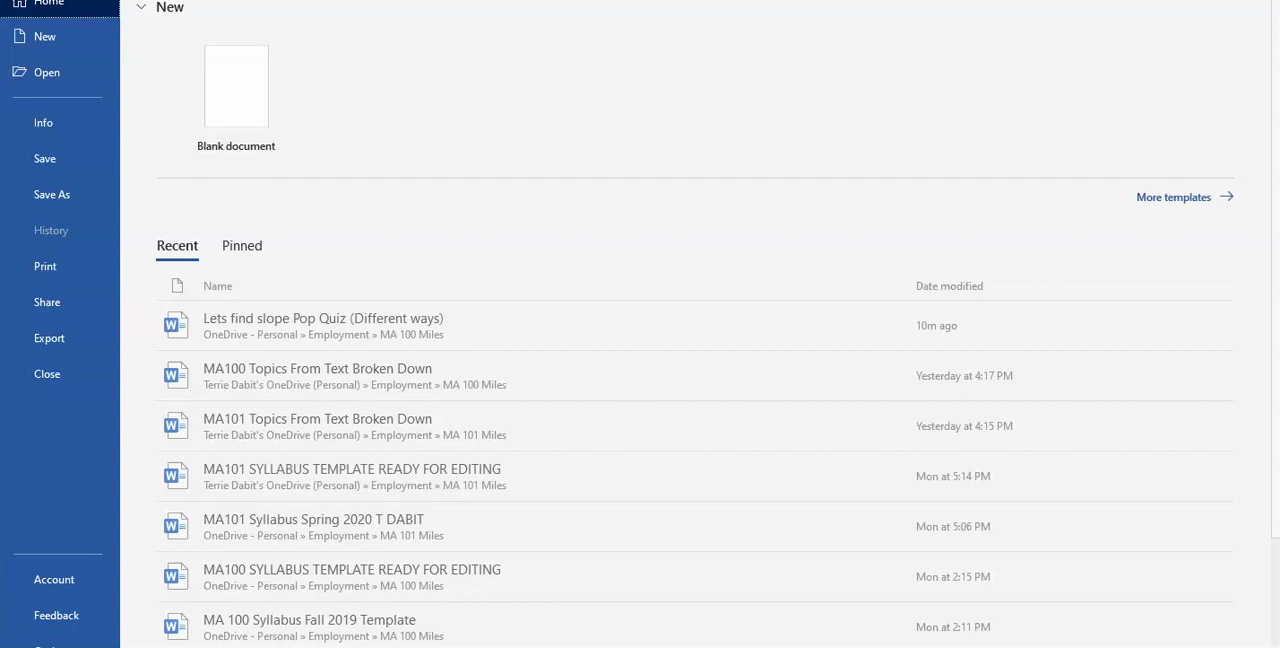 Home
New
New
Open
Blank document
Info
Save
Save As
More templates
History
Recent Pinned
Print
Name Date modified
Share
Lets find slope Pop Quiz (Different ways)
OneDrive - Personal » Employment » MA 100 Miles
10m ago
Export
MA100 Topics From Text Broken Down
Terrie Dabit's OneDrive (Personal) » Employment » MA 100 Miles
Yesterday at 4:17 PM
Close
MA101 Topics From Text Broken Down
Terrie Dabit's OneDrive (Personal) » Employment » MA 101 Miles
Yesterday at 4:15 PM
MA101 SYLLABUS TEMPLATE READY FOR EDITING
Terrie Dabit's OneDrive (Personal) » Employment » MA 101 Miles
Mon at 5:14 PM
MA101 Syllabus Spring 2020 T DABIT
OneDrive - Personal » Employment » MA 101 Miles
Mon at 5:06 PM
MA100 SYLLABUS TEMPLATE READY FOR EDITING
OneDrive - Personal » Employment » MA 100 Miles
Mon at 2:15 PM
Account
MA 100 Syllabus Fall 2019 Template
OneDrive - Personal » Employment » MA 100 Miles
Mon at 2:11 PM
Feedback